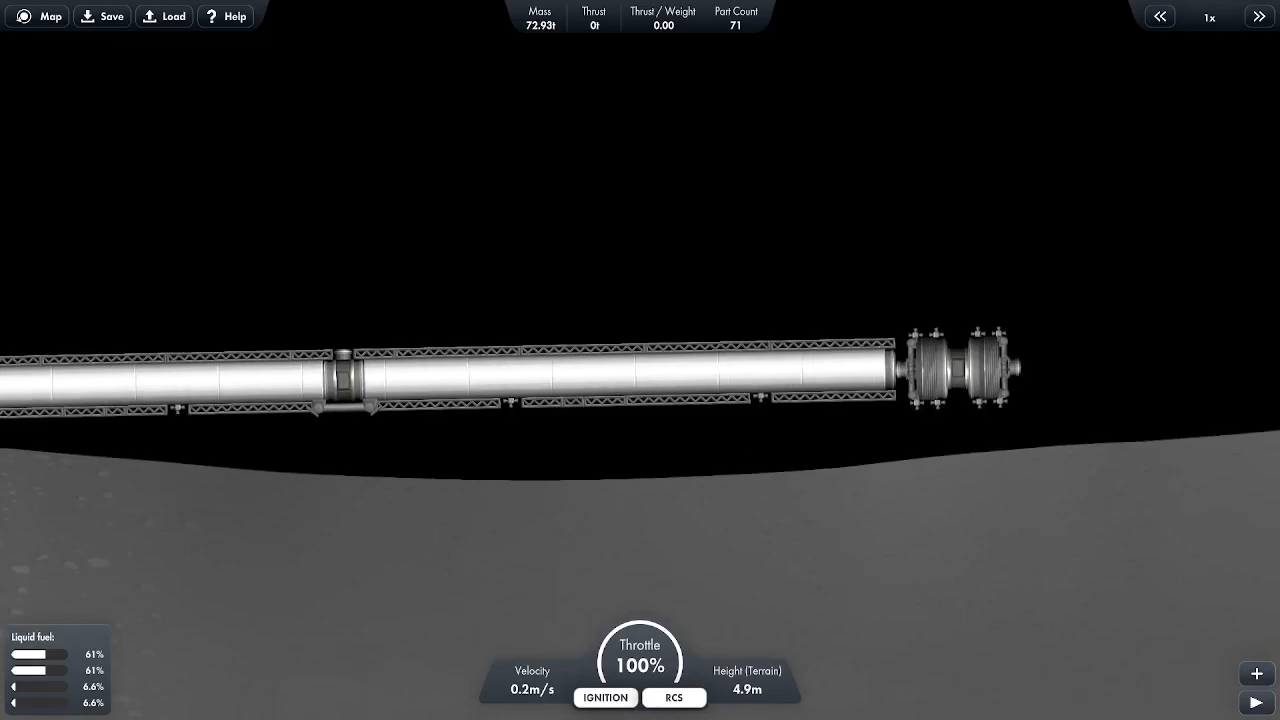 Map
Save
Load
? Help
Mass
72.93t
Thrust
0t
Thrust / Weight
0.00
Part Count
71
1x
Liquid fuel:
61%
61%
6.6%
6.6%
Throttle
100%
Velocity
0.2m/s
Height (Terrain)
4.9m
IGNITION
RCS